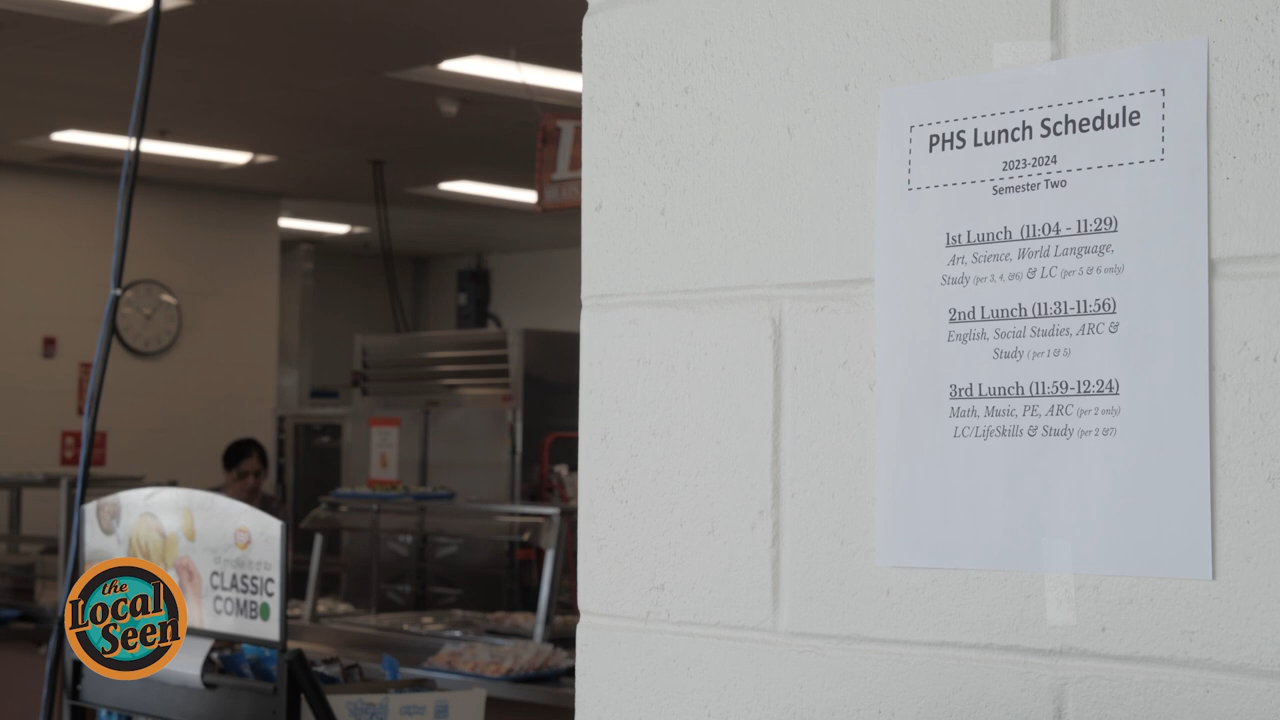 PHS Lunch Schedule
2023-2024
Semester Two
1st Lunch (11:04 - 11:29)
Art, Science, World Language,
Study (per 3, 4, &6) & LC (per 5 & 6 only)
2nd Lunch (11:31-11:56)
English, Social Studies, ARC &
Study ( per 1 & 5)
3rd Lunch (11:59-12:24)
Math, Music, PE, ARC (per 2 only)
LC/LifeSkills & Study (per 2 &7)
CLASSIC
COMBO
the
Local
Seen